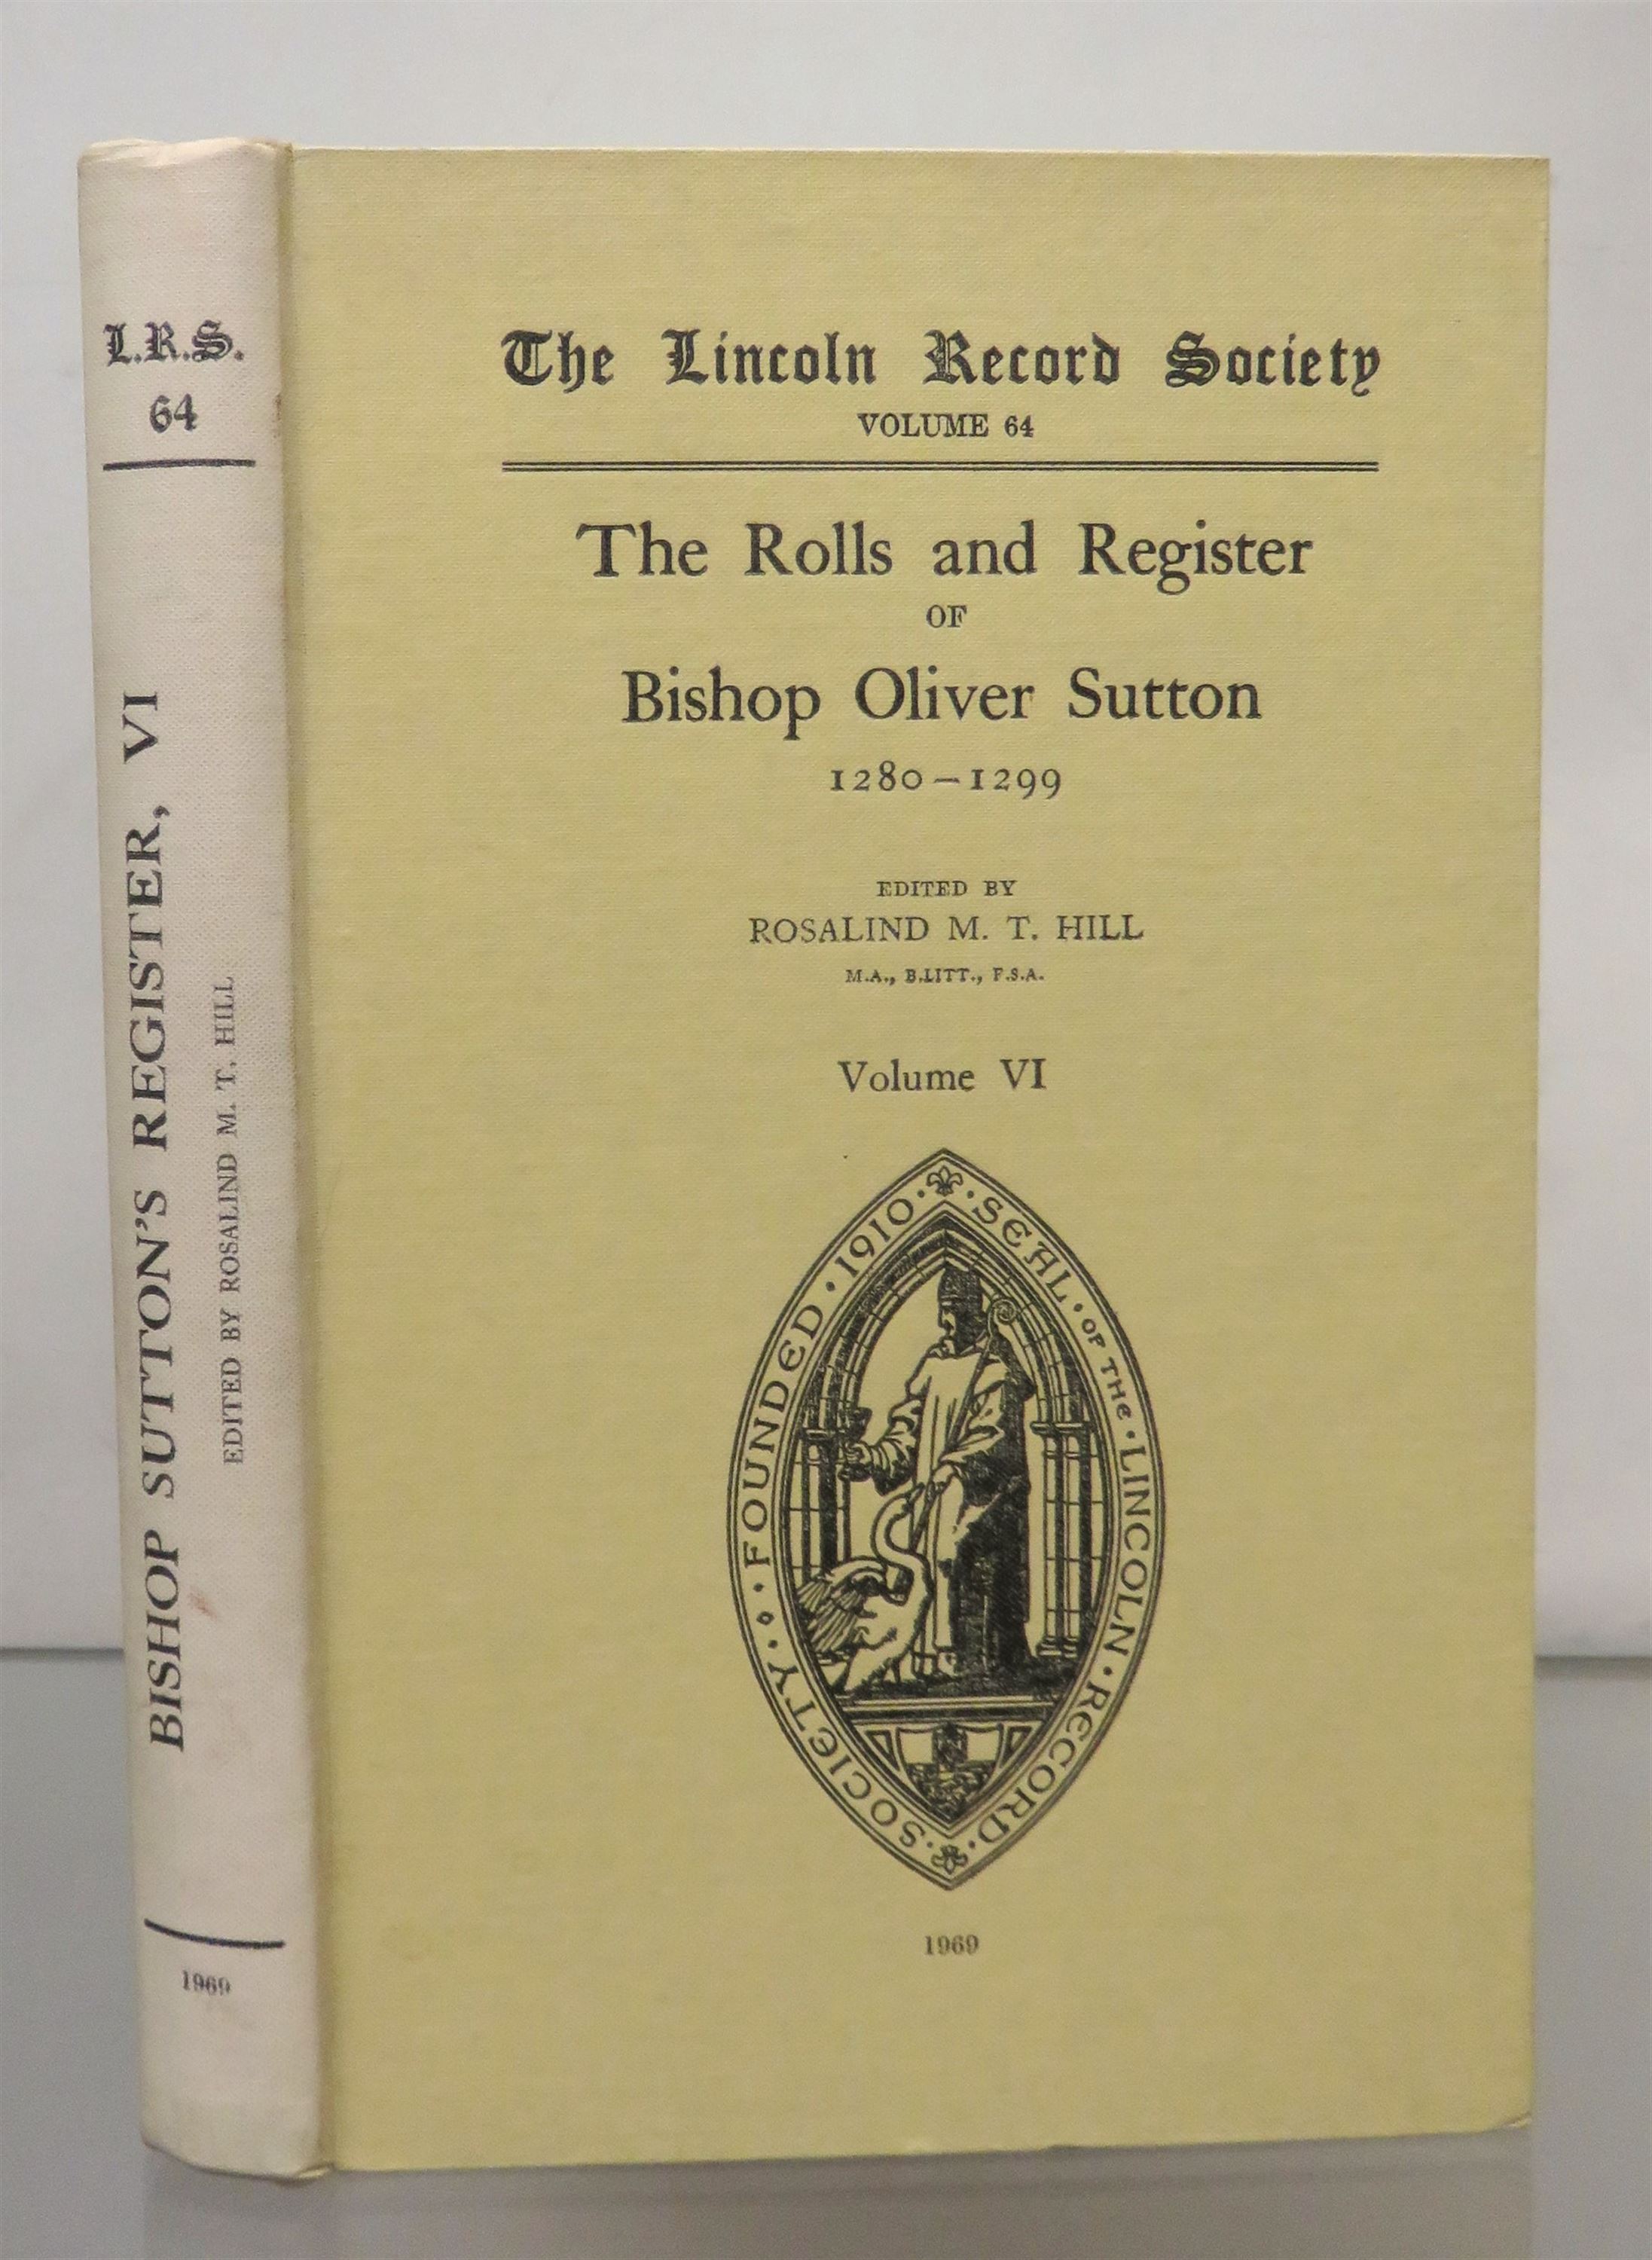 L.R.S.
64
BISHOP SUTTON'S REGISTER, VI
EDITED BY ROSALIND M. T. HILL
1969
The Lincoln Record Society
VOLUME 64
The Rolls and Register
OF
Bishop Oliver Sutton
1280–1299
EDITED BY
ROSALIND M. T. HILL
M.A., B.LITT., F.S.A.
Volume VI
SEAL · OF THE · LINCOLN · RECORD · SOCIETY · FOUNDED · 1910
1969